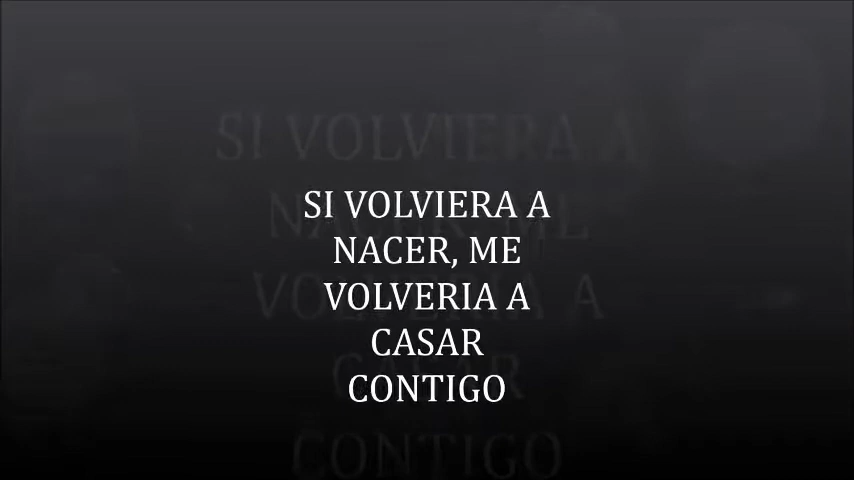 SI VOLVIERA A
NACER, ME
VOLVERIA A
CASAR
CONTIGO